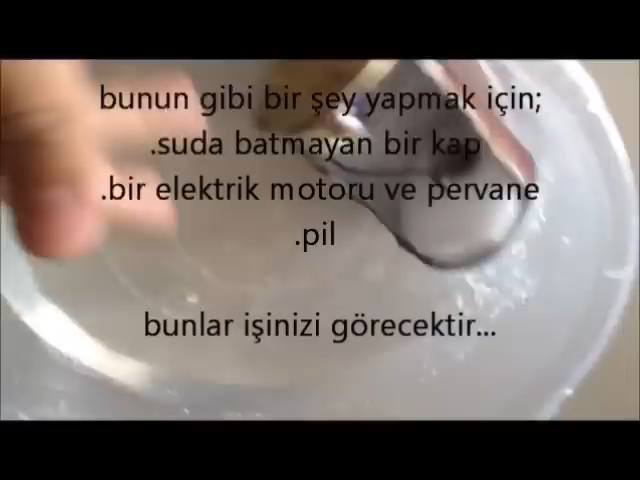 bunun gibi bir şey yapmak için;
.suda batmayan bir kap
.bir elektrik motoru ve pervane
.pil
bunlar işinizi görecektir...